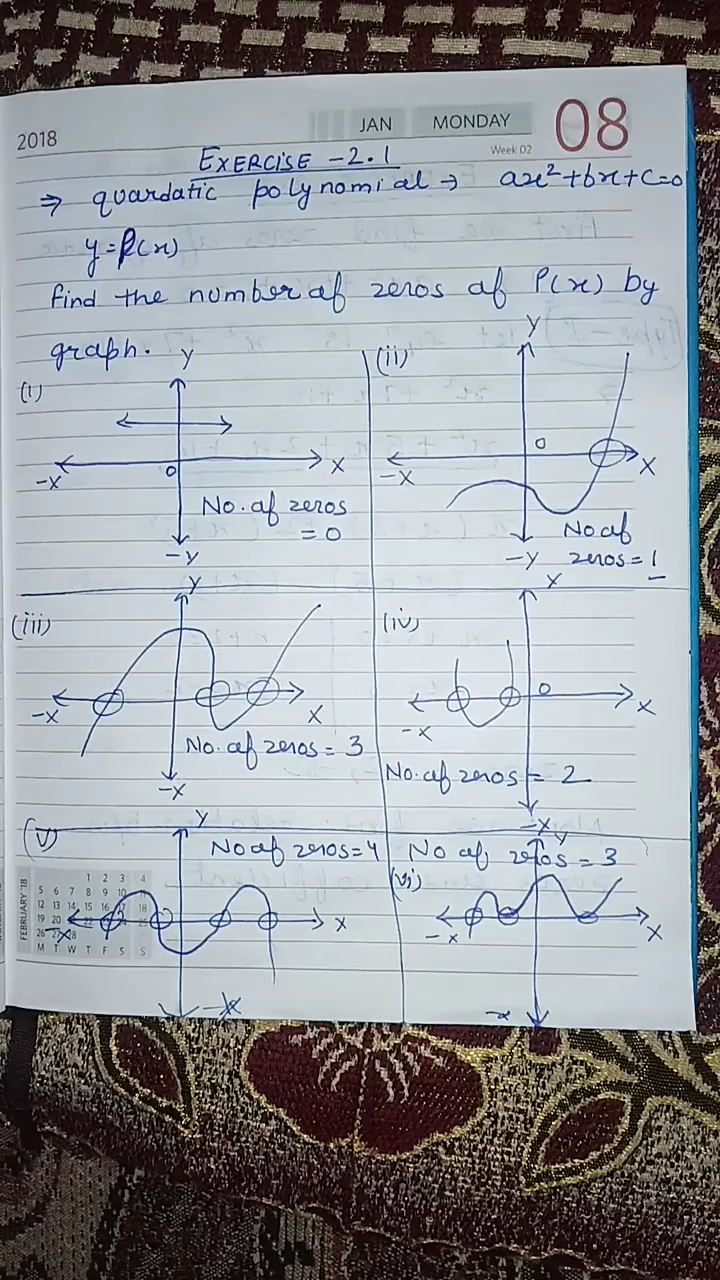 2018 JAN MONDAY 08
Week 02
EXERCISE - 2.1
⇒ quardatic polynomial → ax²+bx+c=0
y=P(x)
find the number of zeros of P(x) by
graph.
(i)
Y
X
-X
0
-Y
No. of zeros
= 0
(ii)
Y
0
X
-X
-Y
No of
zeros = 1
(iii)
Y
-X
X
-X
No. of zeros = 3
(iv)
X
0
X
-X
-X
No. of zeros = 2
(v)
Y
No of zeros = 4
X
-X
-X
(vi)
Y
No of zeros = 3
-X
X
-x
FEBRUARY '18
1 2 3 4
5 6 7 8 9 10
12 13 14 15 16 17 18
19 20 22 25
26 27 28
M T W T F S S